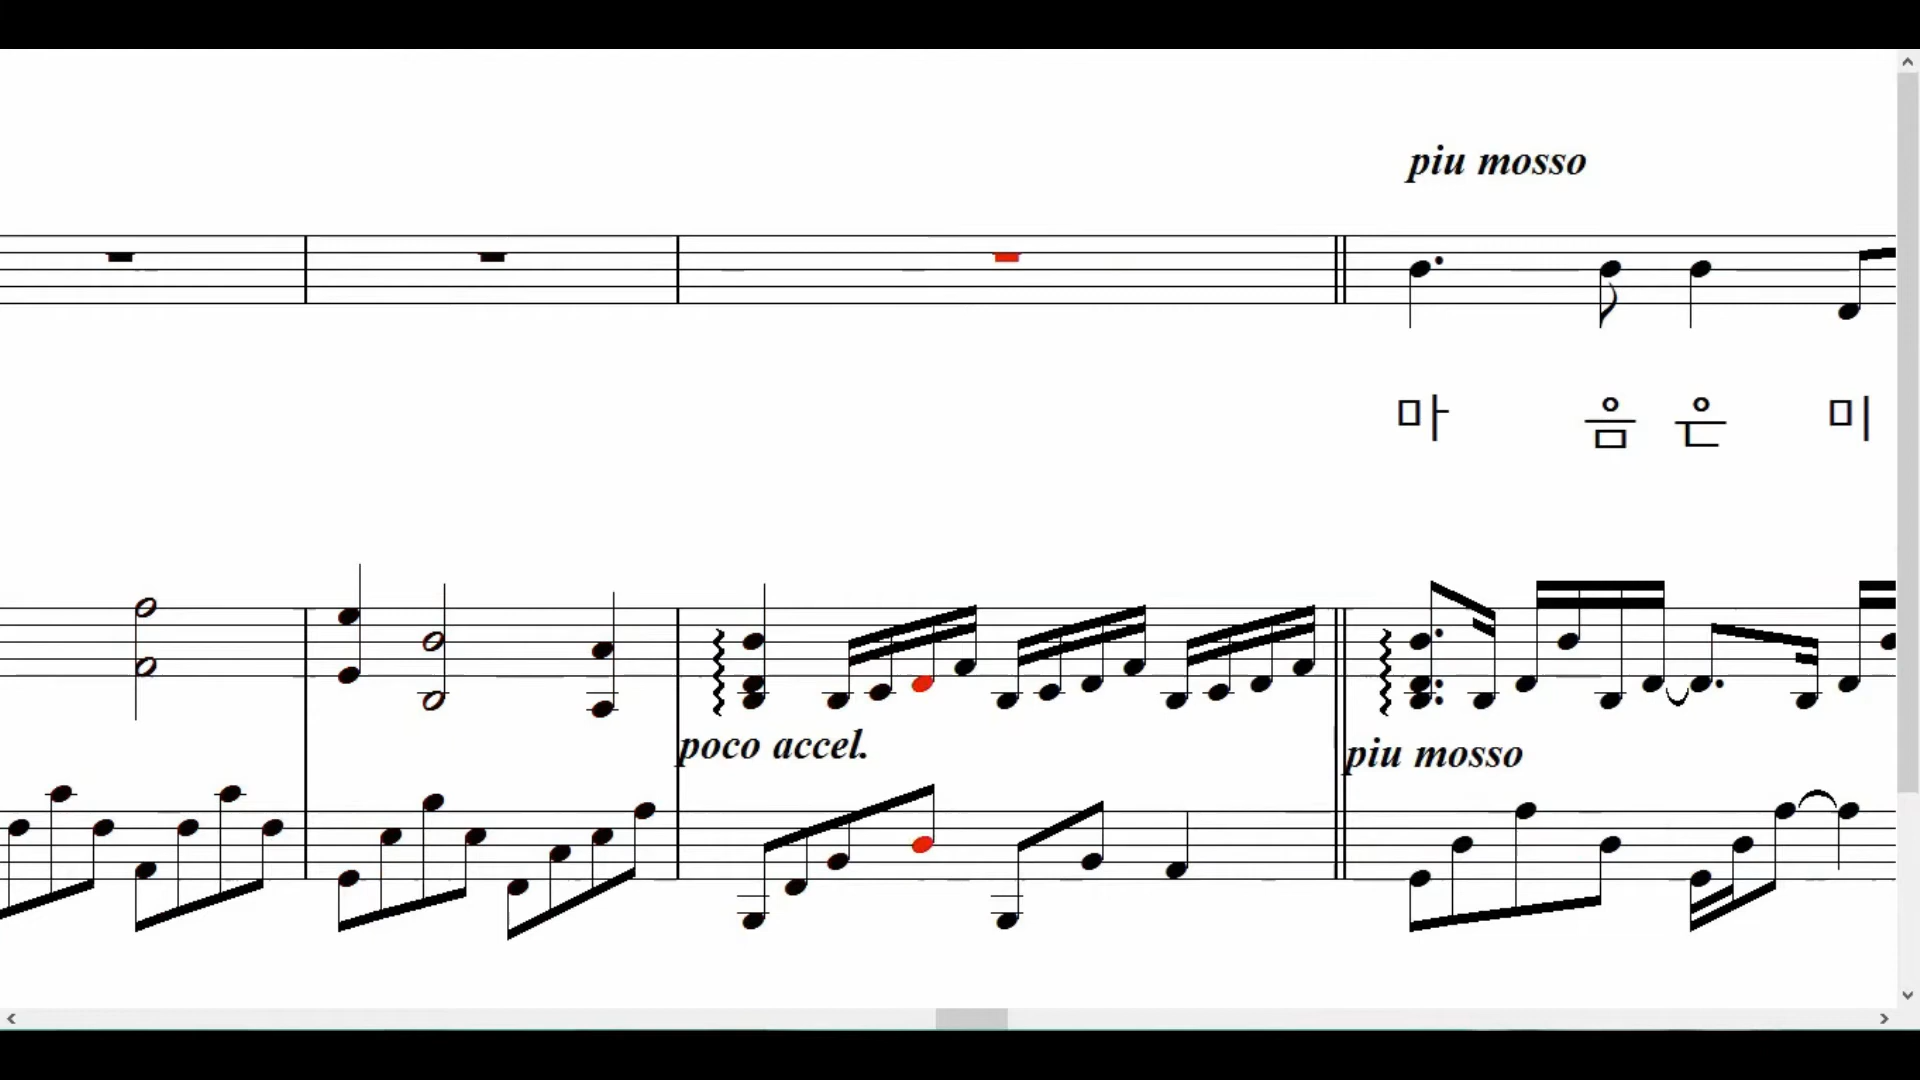 piu mosso
마 음 은 미
poco accel.
piu mosso